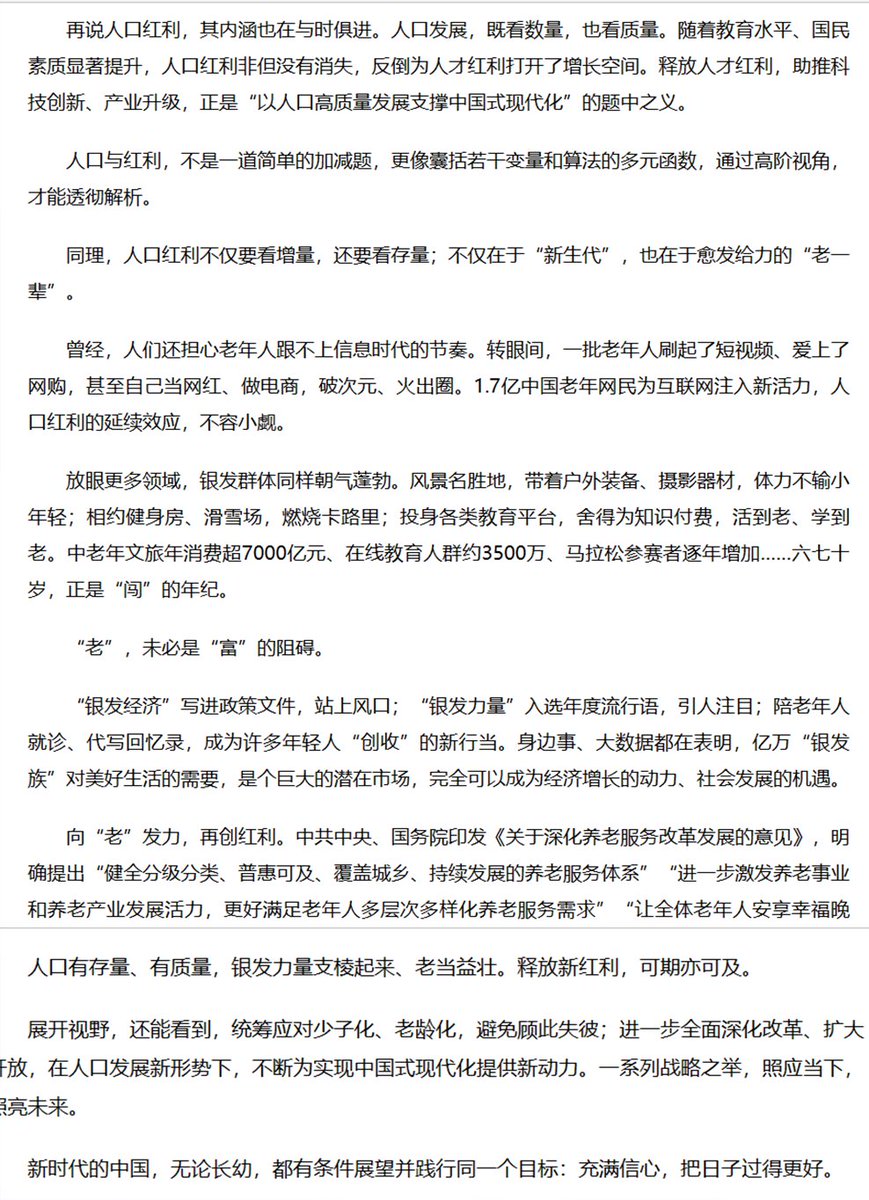 再说人口红利，其内涵也在与时俱进。人口发展，既看数量，也看质量。随着教育水平、国民
素质显著提升，人口红利非但没有消失，反倒为人才红利打开了增长空间。释放人才红利，助推科
技创新、产业升级，正是“以人口高质量发展支撑中国式现代化”的题中之义。
人口与红利，不是一道简单的加减题，更像囊括若干变量和算法的多元函数，通过高阶视角，
才能透彻解析。
同理，人口红利不仅要看增量，还要看存量；不仅在于“新生代”，也在于愈发给力的“老一
辈”。
曾经，人们还担心老年人跟不上信息时代的节奏。转眼间，一批老年人刷起了短视频、爱上了
网购，甚至自己当网红、做电商，破次元、火出圈。1.7亿中国老年网民为互联网注入新活力，人
口红利的延续效应，不容小觑。
放眼更多领域，银发群体同样朝气蓬勃。风景名胜地，带着户外装备、摄影器材，体力不输小
年轻；相约健身房、滑雪场，燃烧卡路里；投身各类教育平台，舍得为知识付费，活到老、学到
老。中老年文旅年消费超7000亿元、在线教育人群约3500万、马拉松参赛者逐年增加……六七十
岁，正是“闯”的年纪。
“老”，未必是“富”的阻碍。
“银发经济”写进政策文件，站上风口；“银发力量”入选年度流行语，引人注目；陪老年人
就诊、代写回忆录，成为许多年轻人“创收”的新行当。身边事、大数据都在表明，亿万“银发
族”对美好生活的需要，是个巨大的潜在市场，完全可以成为经济增长的动力、社会发展的机遇。
向“老”发力，再创红利。中共中央、国务院印发《关于深化养老服务改革发展的意见》，明
确提出“健全分级分类、普惠可及、覆盖城乡、持续发展的养老服务体系”“进一步激发养老事业
和养老产业发展活力，更好满足老年人多层次多样化养老服务需求”“让全体老年人安享幸福晚
人口有存量、有质量，银发力量支棱起来、老当益壮。释放新红利，可期亦可及。
展开视野，还能看到，统筹应对少子化、老龄化，避免顾此失彼；进一步全面深化改革、扩大
开放，在人口发展新形势下，不断为实现中国式现代化提供新动力。一系列战略之举，照应当下，
照亮未来。
新时代的中国，无论长幼，都有条件展望并践行同一个目标：充满信心，把日子过得更好。